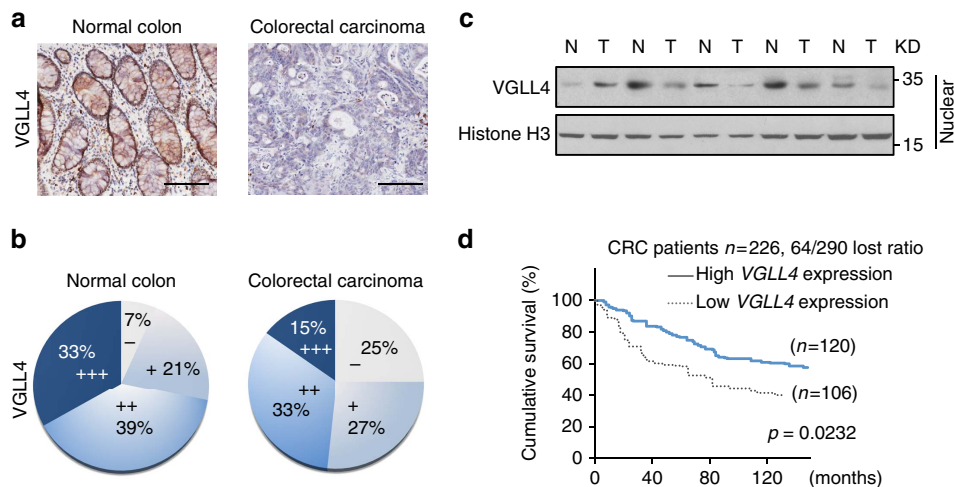 a
Normal colon Colorectal carcinoma
VGLL4
b
Normal colon Colorectal carcinoma
VGLL4
7%
–
+ 21%
++
39%
33%
+++
25%
–
+
27%
++
33%
15%
+++
c
N T N T N T N T N T KD
VGLL4
35
Histone H3
15
Nuclear
d
CRC patients n=226, 64/290 lost ratio
High VGLL4 expression
Low VGLL4 expression
Cumulative survival (%)
100
80
60
40
20
0
(n=120)
(n=106)
p = 0.0232
0 40 80 120 (months)